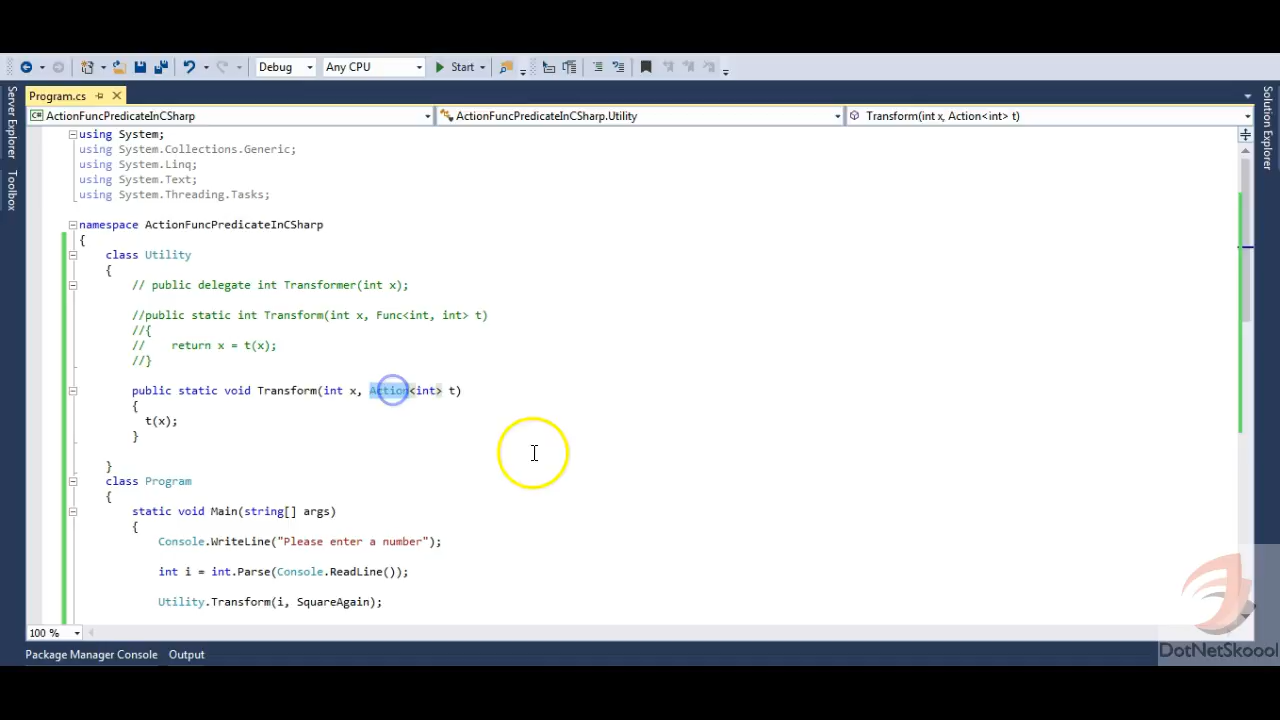 Debug
Any CPU
Start
Server Explorer
Toolbox
Solution Explorer
Program.cs
ActionFuncPredicateInCSharp
ActionFuncPredicateInCSharp.Utility
Transform(int x, Action<int> t)
using System;
using System.Collections.Generic;
using System.Linq;
using System.Text;
using System.Threading.Tasks;
namespace ActionFuncPredicateInCSharp
{
class Utility
{
// public delegate int Transformer(int x);
//public static int Transform(int x, Func<int, int> t)
//{
// return x = t(x);
//}
public static void Transform(int x, Action<int> t)
{
t(x);
}
}
class Program
{
static void Main(string[] args)
{
Console.WriteLine("Please enter a number");
int i = int.Parse(Console.ReadLine());
Utility.Transform(i, SquareAgain);
100 %
Package Manager Console
Output
DotNetSkoool